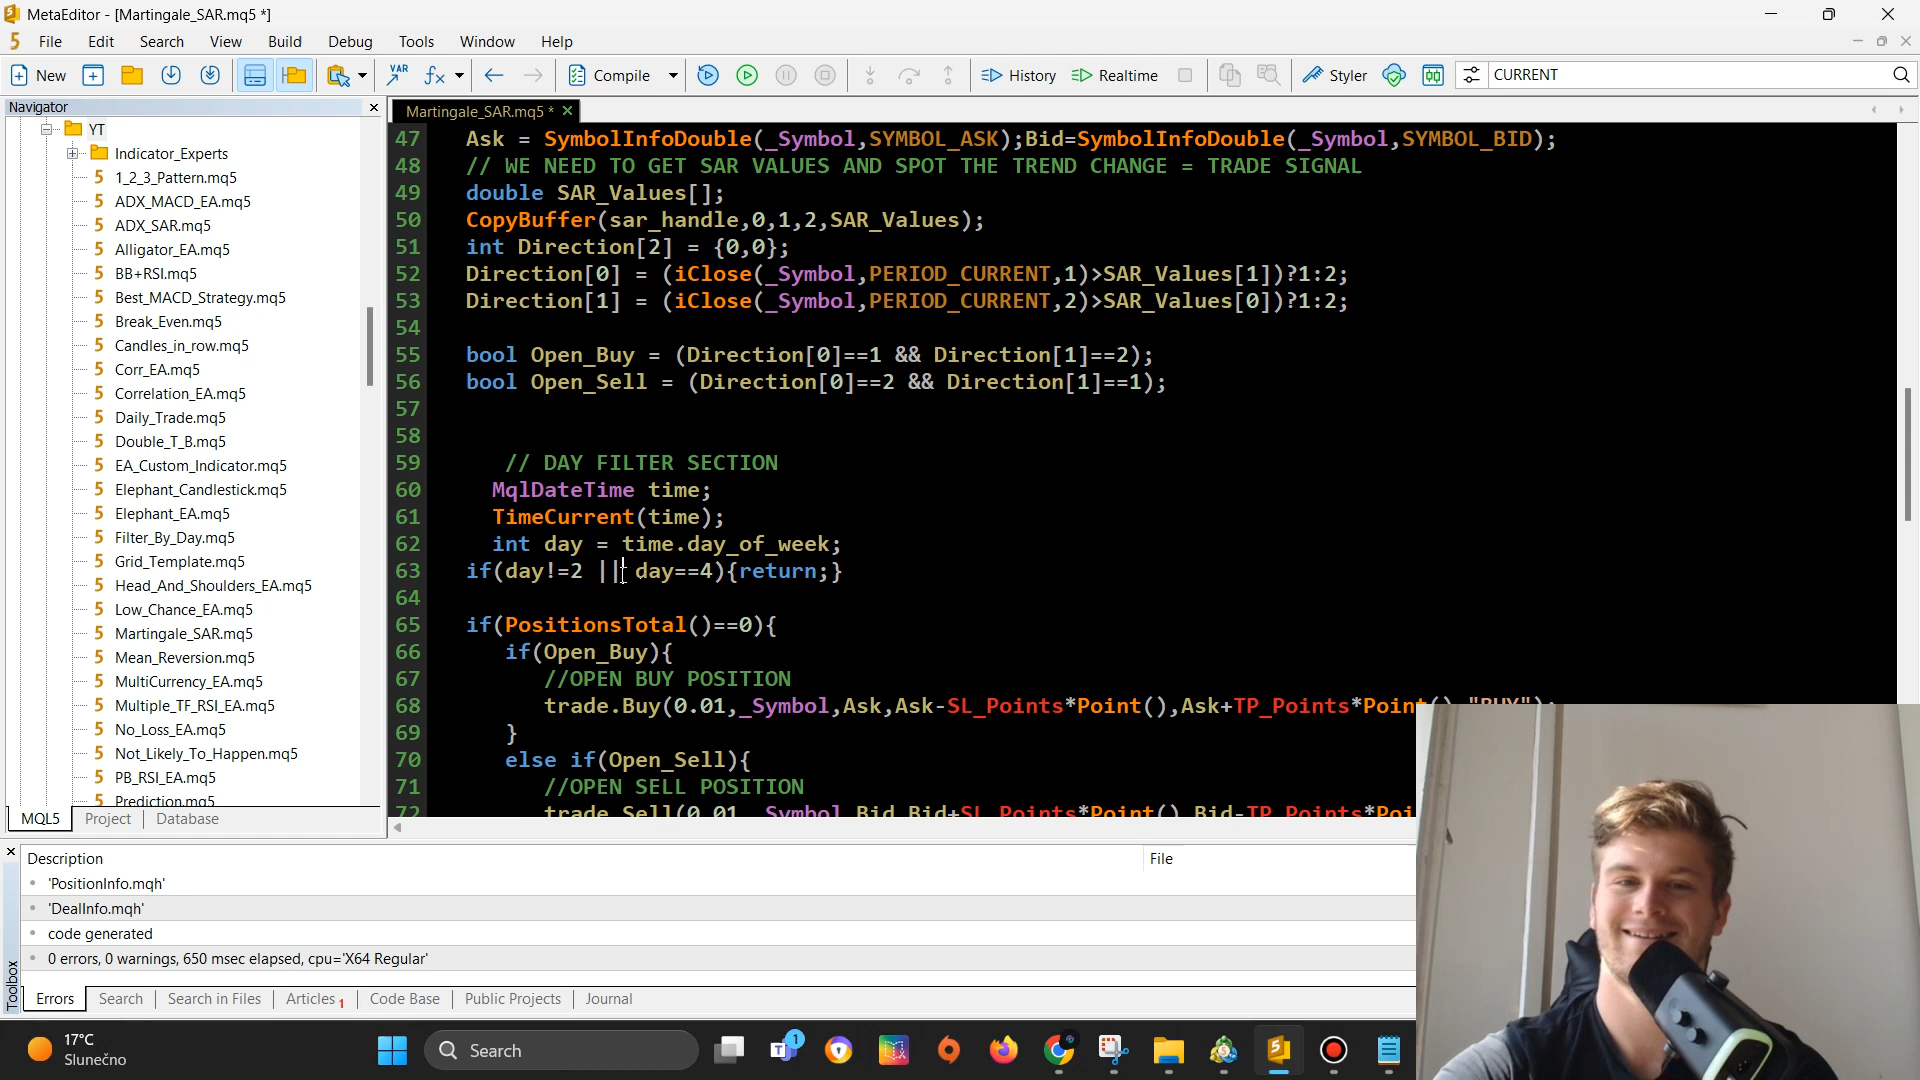 MetaEditor - [Martingale_SAR.mq5 *]
File Edit Search View Build Debug Tools Window Help
New VAR Compile History Realtime Styler CURRENT
Navigator
Martingale_SAR.mq5 *
YT
Indicator_Experts
1_2_3_Pattern.mq5
ADX_MACD_EA.mq5
ADX_SAR.mq5
Alligator_EA.mq5
BB+RSI.mq5
Best_MACD_Strategy.mq5
Break_Even.mq5
Candles_in_row.mq5
Corr_EA.mq5
Correlation_EA.mq5
Daily_Trade.mq5
Double_T_B.mq5
EA_Custom_Indicator.mq5
Elephant_Candlestick.mq5
Elephant_EA.mq5
Filter_By_Day.mq5
Grid_Template.mq5
Head_And_Shoulders_EA.mq5
Low_Chance_EA.mq5
Martingale_SAR.mq5
Mean_Reversion.mq5
MultiCurrency_EA.mq5
Multiple_TF_RSI_EA.mq5
No_Loss_EA.mq5
Not_Likely_To_Happen.mq5
PB_RSI_EA.mq5
Prediction.mq5
MQL5 Project Database
47 Ask = SymbolInfoDouble(_Symbol,SYMBOL_ASK);Bid=SymbolInfoDouble(_Symbol,SYMBOL_BID);
48 // WE NEED TO GET SAR VALUES AND SPOT THE TREND CHANGE = TRADE SIGNAL
49 double SAR_Values[];
50 CopyBuffer(sar_handle,0,1,2,SAR_Values);
51 int Direction[2] = {0,0};
52 Direction[0] = (iClose(_Symbol,PERIOD_CURRENT,1)>SAR_Values[1])?1:2;
53 Direction[1] = (iClose(_Symbol,PERIOD_CURRENT,2)>SAR_Values[0])?1:2;
54
55 bool Open_Buy = (Direction[0]==1 && Direction[1]==2);
56 bool Open_Sell = (Direction[0]==2 && Direction[1]==1);
57
58
59 // DAY FILTER SECTION
60 MqlDateTime time;
61 TimeCurrent(time);
62 int day = time.day_of_week;
63 if(day!=2 || day==4){return;}
64
65 if(PositionsTotal()==0){
66 if(Open_Buy){
67 //OPEN BUY POSITION
68 trade.Buy(0.01,_Symbol,Ask,Ask-SL_Points*Point(),Ask+TP_Points*Point(),"BUY");
69 }
70 else if(Open_Sell){
71 //OPEN SELL POSITION
72 trade.Sell(0.01,_Symbol,Bid,Bid+SL_Points*Point(),Bid-TP_Points*Poi
Description File
'PositionInfo.mqh'
'DealInfo.mqh'
code generated
0 errors, 0 warnings, 650 msec elapsed, cpu='X64 Regular'
Toolbox
Errors Search Search in Files Articles 1 Code Base Public Projects Journal
17°C
Slunečno
Search
1